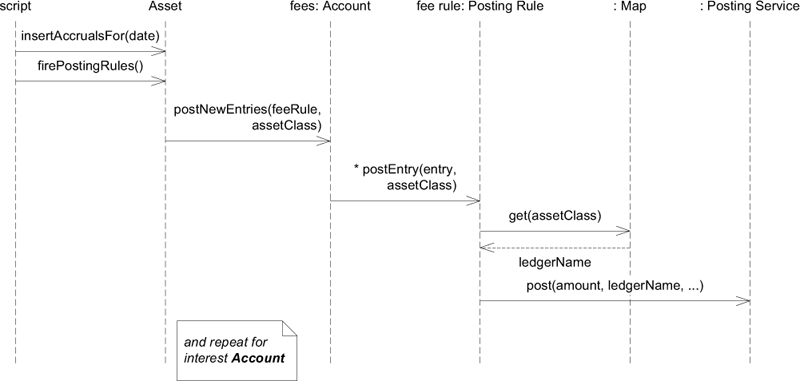 script Asset fees: Account fee rule: Posting Rule : Map : Posting Service
insertAccrualsFor(date)
firePostingRules()
postNewEntries(feeRule,
assetClass)
* postEntry(entry,
assetClass)
get(assetClass)
ledgerName
post(amount, ledgerName, ...)
and repeat for
interest Account